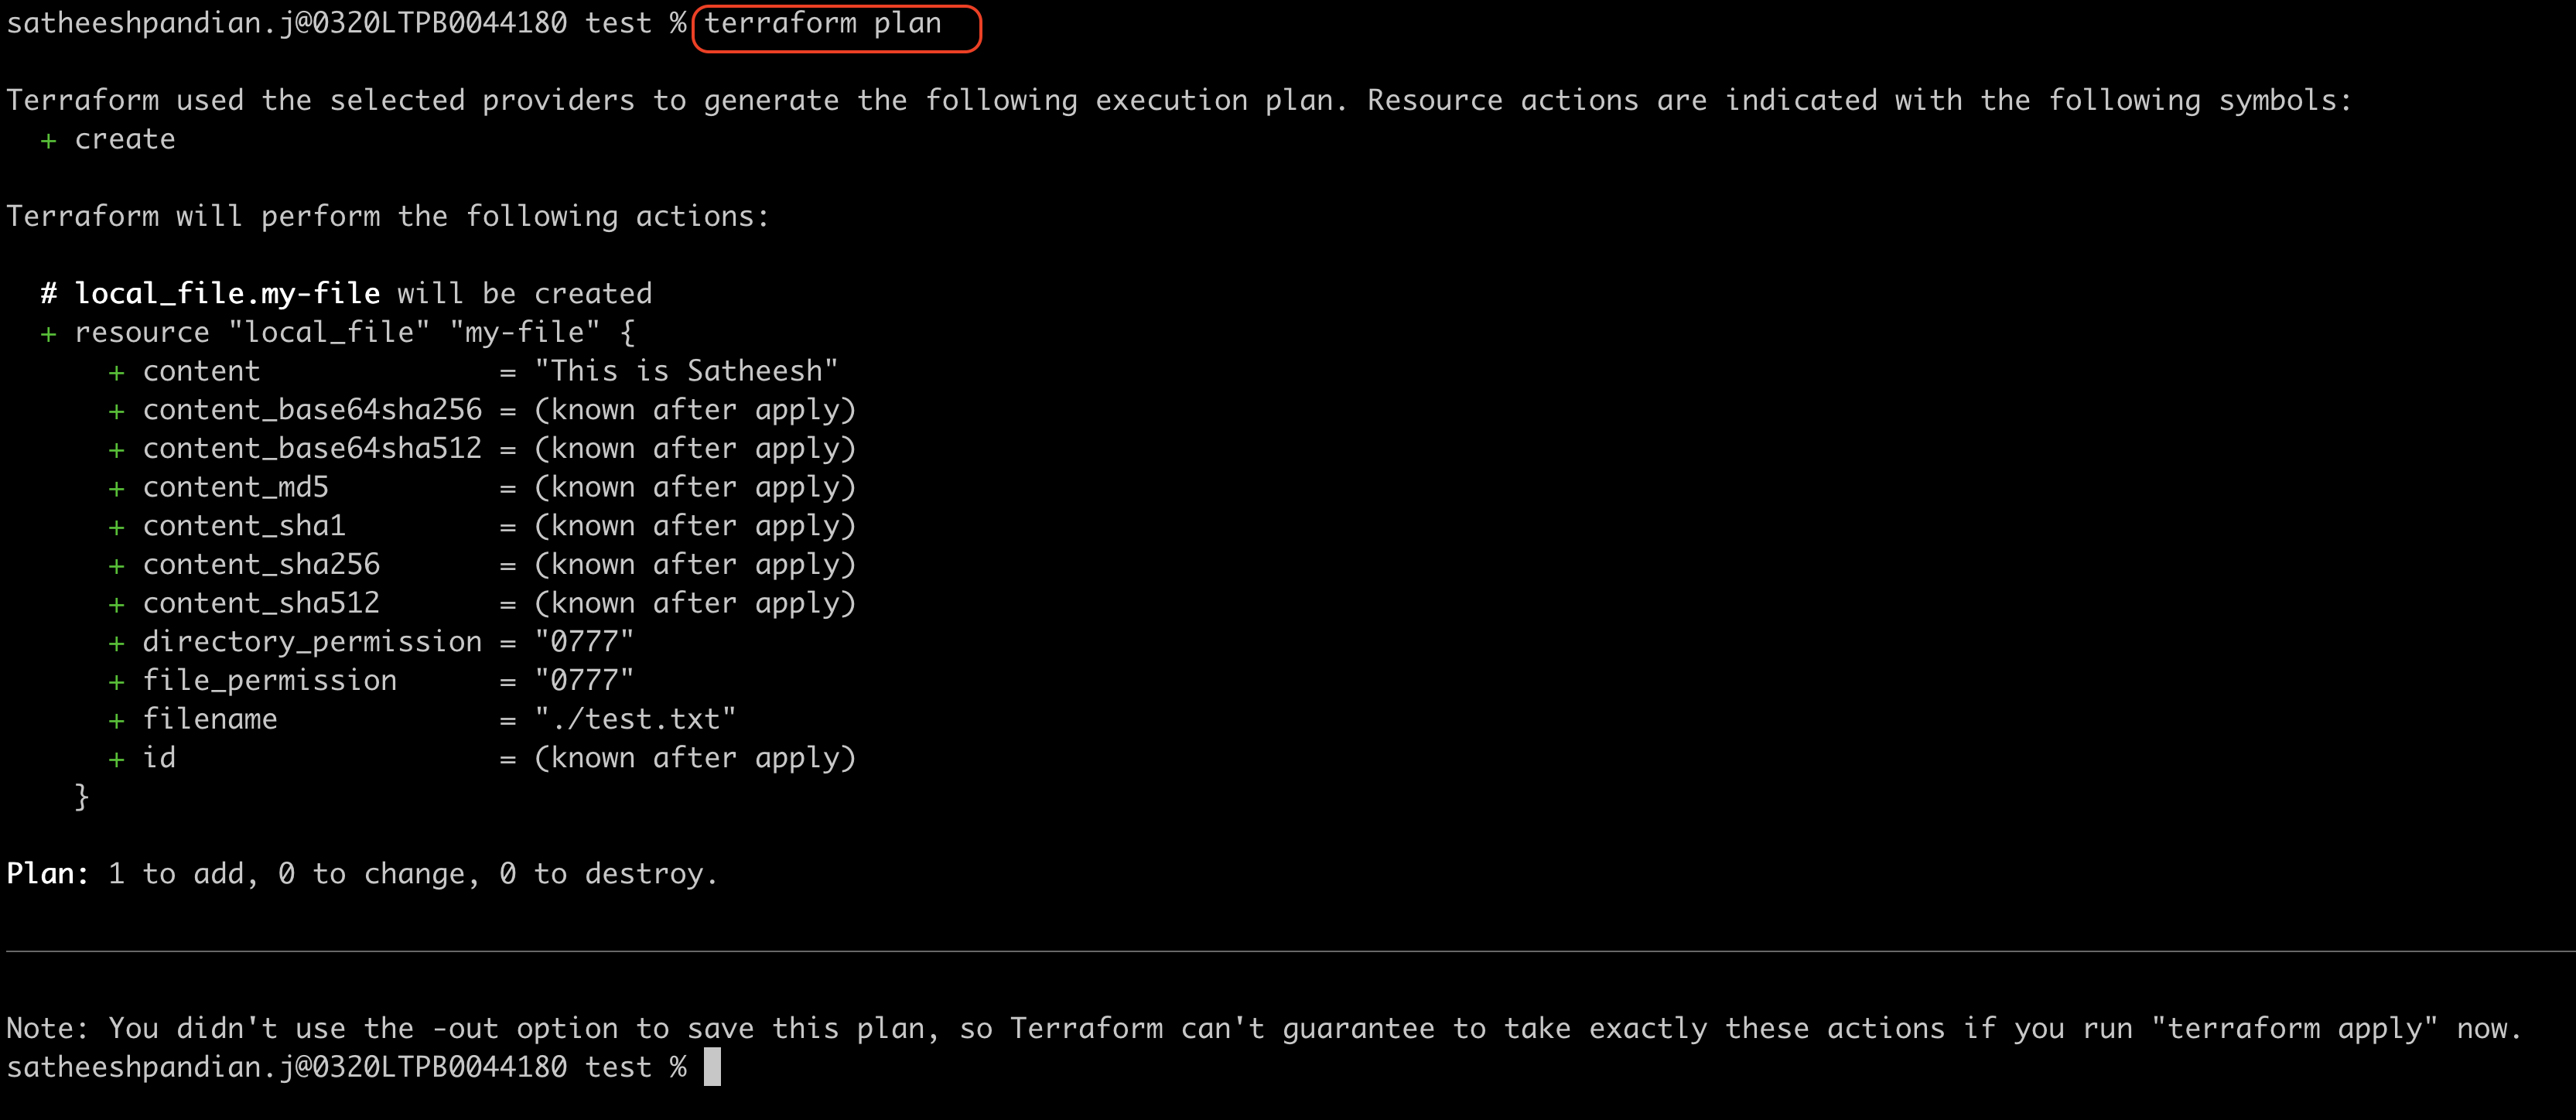 satheeshpandian.j@0320LTPB0044180 test % terraform plan
Terraform used the selected providers to generate the following execution plan. Resource actions are indicated with the following symbols:
+ create
Terraform will perform the following actions:
# local_file.my-file will be created
+ resource "local_file" "my-file" {
+ content = "This is Satheesh"
+ content_base64sha256 = (known after apply)
+ content_base64sha512 = (known after apply)
+ content_md5 = (known after apply)
+ content_sha1 = (known after apply)
+ content_sha256 = (known after apply)
+ content_sha512 = (known after apply)
+ directory_permission = "0777"
+ file_permission = "0777"
+ filename = "./test.txt"
+ id = (known after apply)
}
Plan: 1 to add, 0 to change, 0 to destroy.
Note: You didn't use the -out option to save this plan, so Terraform can't guarantee to take exactly these actions if you run "terraform apply" now.
satheeshpandian.j@0320LTPB0044180 test %